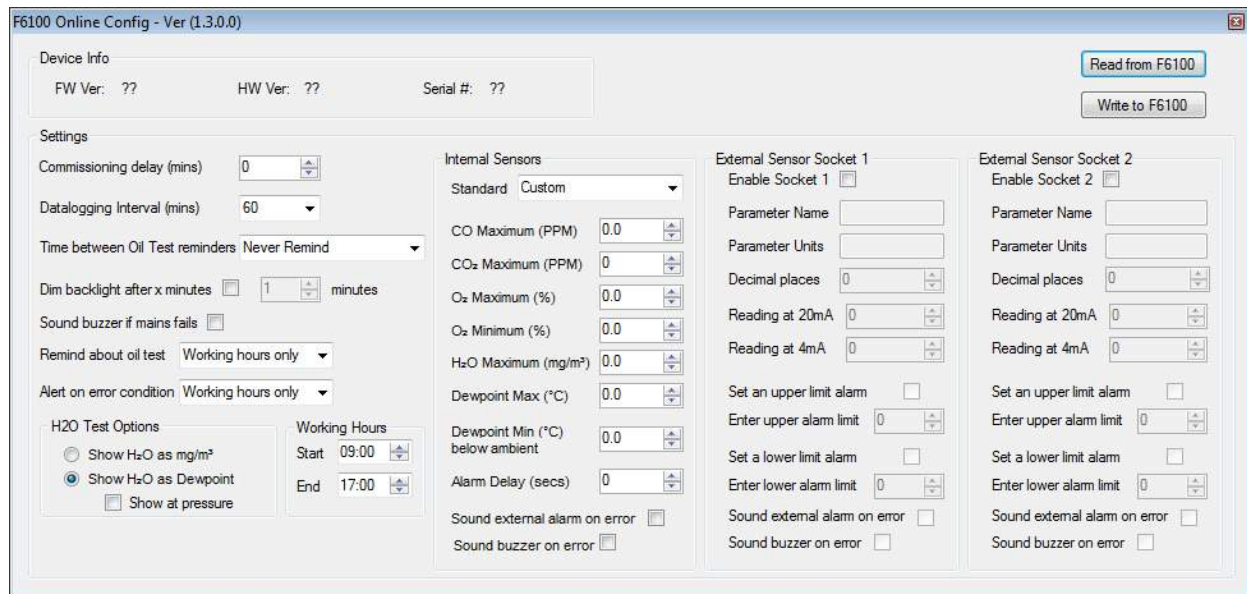 F6100 Online Config - Ver (1.3.0.0)
Device Info
FW Ver: ?? HW Ver: ?? Serial #: ??
Read from F6100
Write to F6100
Settings
Commissioning delay (mins) 0
Datalogging Interval (mins) 60
Time between Oil Test reminders Never Remind
Dim backlight after x minutes 1 minutes
Sound buzzer if mains fails
Remind about oil test Working hours only
Alert on error condition Working hours only
H2O Test Options
Show H₂O as mg/m³
Show H₂O as Dewpoint
Show at pressure
Working Hours
Start 09:00
End 17:00
Internal Sensors
Standard Custom
CO Maximum (PPM) 0.0
CO₂ Maximum (PPM) 0
O₂ Maximum (%) 0.0
O₂ Minimum (%) 0.0
H₂O Maximum (mg/m³) 0.0
Dewpoint Max (°C) 0.0
Dewpoint Min (°C) 0.0
below ambient
Alarm Delay (secs) 0
Sound external alarm on error
Sound buzzer on error
External Sensor Socket 1
Enable Socket 1
Parameter Name
Parameter Units
Decimal places 0
Reading at 20mA 0
Reading at 4mA 0
Set an upper limit alarm
Enter upper alarm limit 0
Set a lower limit alarm
Enter lower alarm limit 0
Sound external alarm on error
Sound buzzer on error
External Sensor Socket 2
Enable Socket 2
Parameter Name
Parameter Units
Decimal places 0
Reading at 20mA 0
Reading at 4mA 0
Set an upper limit alarm
Enter upper alarm limit 0
Set a lower limit alarm
Enter lower alarm limit 0
Sound external alarm on error
Sound buzzer on error